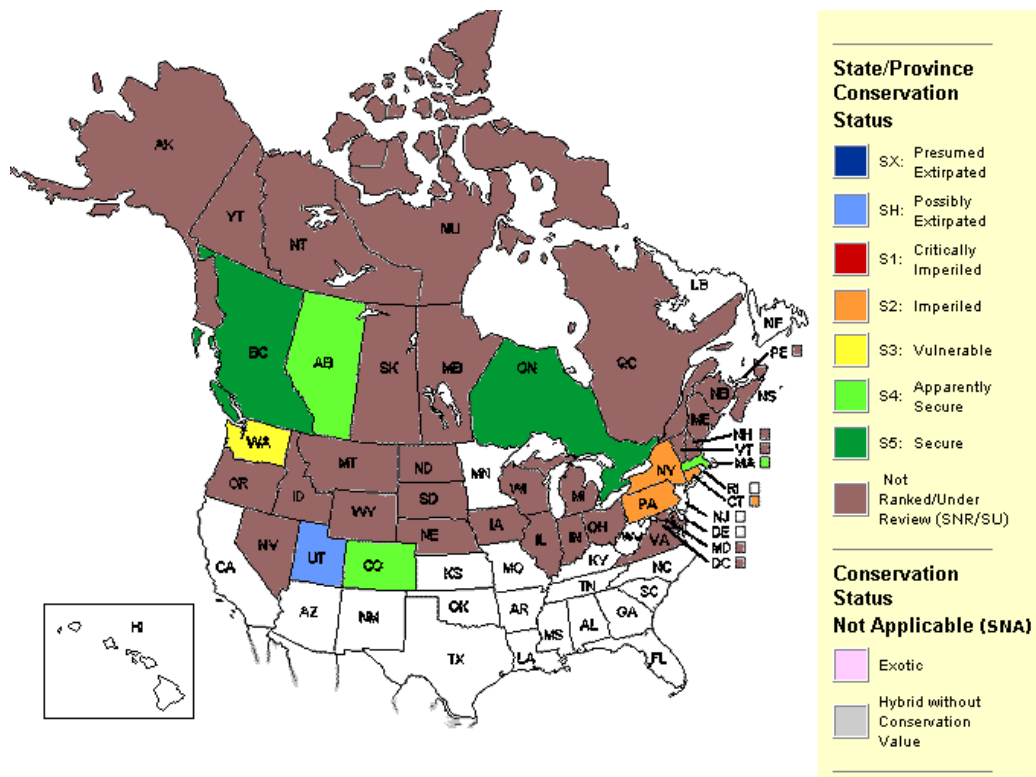 AK
YT
NT
NU
BC
AB
SK
MB
ON
QC
LB
NF
PE
NB
NS
ME
NH
VT
MA
RI
CT
NJ
DE
MD
DC
WA
OR
ID
MT
ND
SD
WY
NE
MN
WI
MI
IA
IL
IN
OH
PA
NY
NV
UT
CO
CA
AZ
NM
KS
OK
TX
MO
AR
LA
KY
TN
MS
AL
GA
FL
SC
NC
VA
WV
HI
State/Province
Conservation
Status
SX: Presumed
Extirpated
SH: Possibly
Extirpated
S1: Critically
Imperiled
S2: Imperiled
S3: Vulnerable
S4: Apparently
Secure
S5: Secure
Not
Ranked/Under
Review (SNR/SU)
Conservation
Status
Not Applicable (SNA)
Exotic
Hybrid without
Conservation
Value